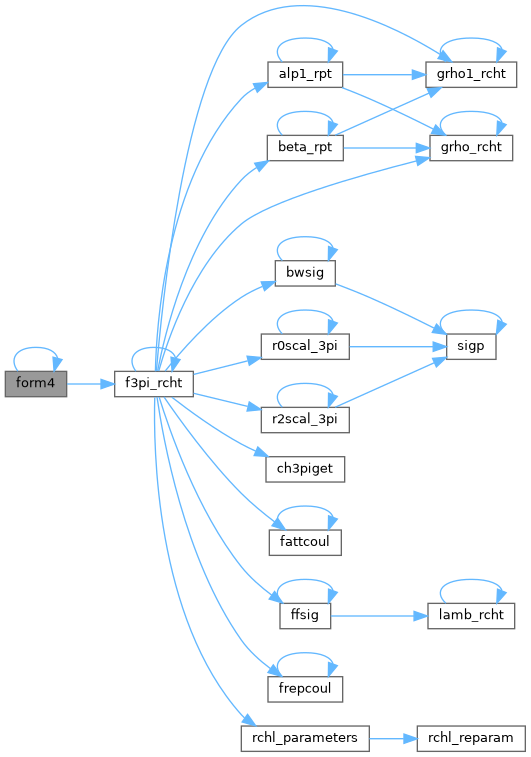 form4
f3pi_rcht
alp1_rpt
grho1_rcht
beta_rpt
grho_rcht
bwsig
r0scal_3pi
sigp
r2scal_3pi
ch3piget
fattcoul
ffsig
lamb_rcht
frepcoul
rchl_parameters
rchl_reparam